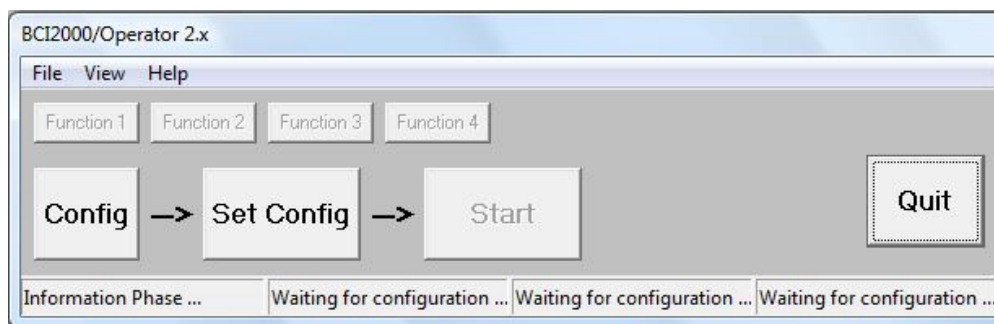 BCI2000/Operator 2.x
File View Help
Function 1 Function 2 Function 3 Function 4
Config --> Set Config --> Start Quit
Information Phase ... Waiting for configuration ... Waiting for configuration ... Waiting for configuration ...